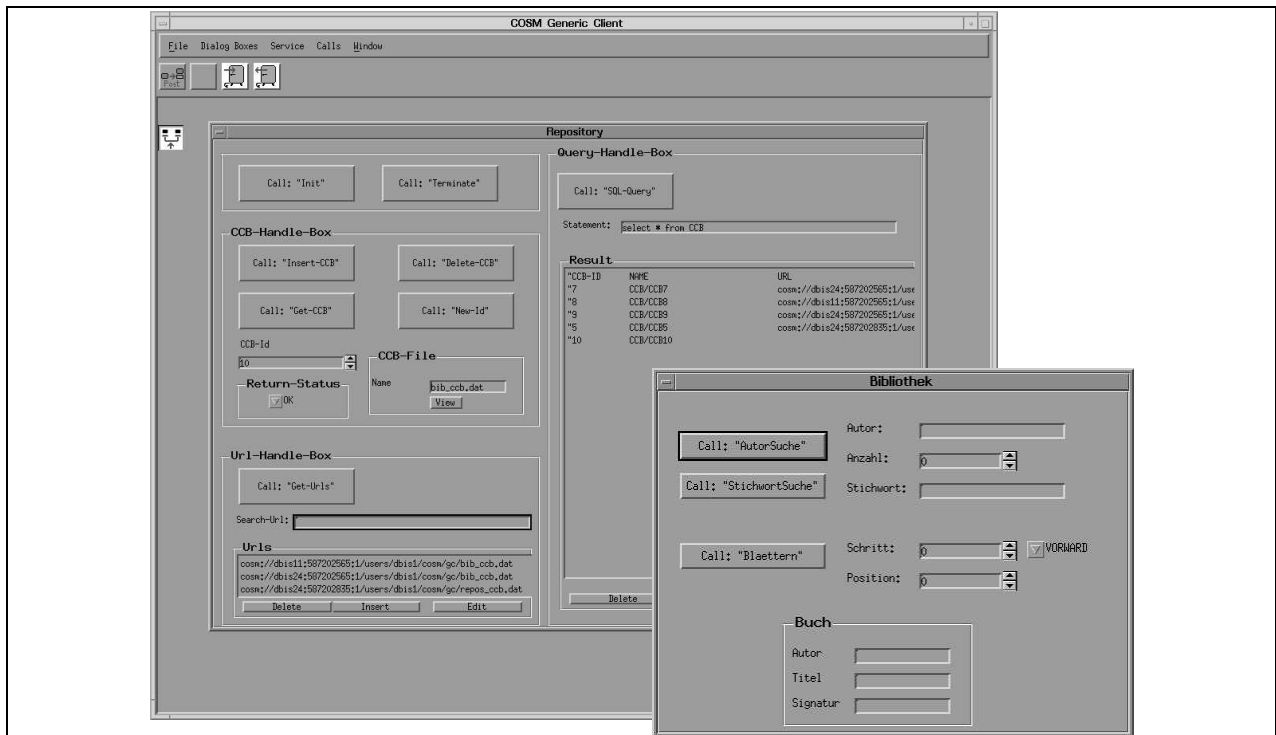 COSM Generic Client
File Dialog Boxes Service Calls Window
Post
Repository
Call: "Init" Call: "Terminate"
CCB-Handle-Box
Call: "Insert-CCB" Call: "Delete-CCB"
Call: "Get-CCB" Call: "New-Id"
CCB-Id
10
Return-Status
OK
CCB-File
Name bib_ccb.dat
View
Url-Handle-Box
Call: "Get-Urls"
Search-Url:
Urls
cosm://dbis11:587202565:1/users/dbis1/cosm/gc/bib_ccb.dat
cosm://dbis24:587202565:1/users/dbis1/cosm/gc/bib_ccb.dat
cosm://dbis24:587202835:1/users/dbis1/cosm/gc/repos_ccb.dat
Delete Insert Edit
Query-Handle-Box
Call: "SQL-Query"
Statement: select * from CCB
Result
"CCB-ID NAME URL
"7 CCB/CCB7 cosm://dbis24:587202565:1/use
"8 CCB/CCB8 cosm://dbis11:587202565:1/use
"9 CCB/CCB9 cosm://dbis24:587202565:1/use
"5 CCB/CCB5 cosm://dbis24:587202835:1/use
"10 CCB/CCB10
Delete
Bibliothek
Call: "AutorSuche" Autor:
Anzahl: 0
Call: "StichwortSuche" Stichwort:
Call: "Blaettern" Schritt: 0 VORWARD
Position: 0
Buch
Autor
Titel
Signatur